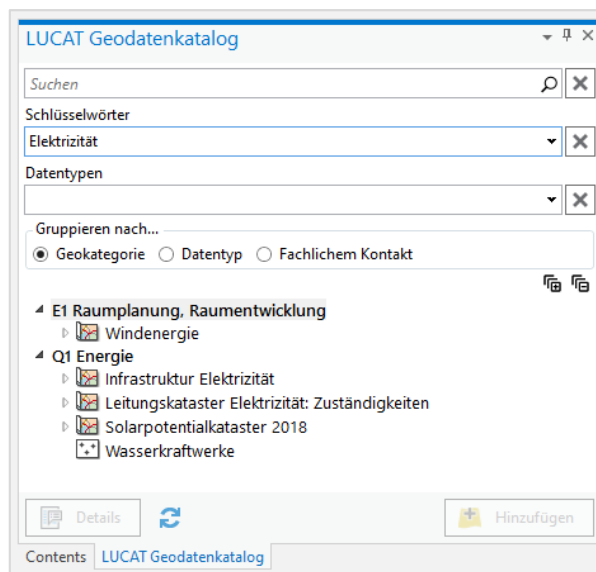 LUCAT Geodatenkatalog
Suchen
Schlüsselwörter
Elektrizität
Datentypen
Gruppieren nach...
Geokategorie Datentyp Fachlichem Kontakt
E1 Raumplanung, Raumentwicklung
Windenergie
Q1 Energie
Infrastruktur Elektrizität
Leitungskataster Elektrizität: Zuständigkeiten
Solarpotentialkataster 2018
Wasserkraftwerke
Details Hinzufügen
Contents LUCAT Geodatenkatalog